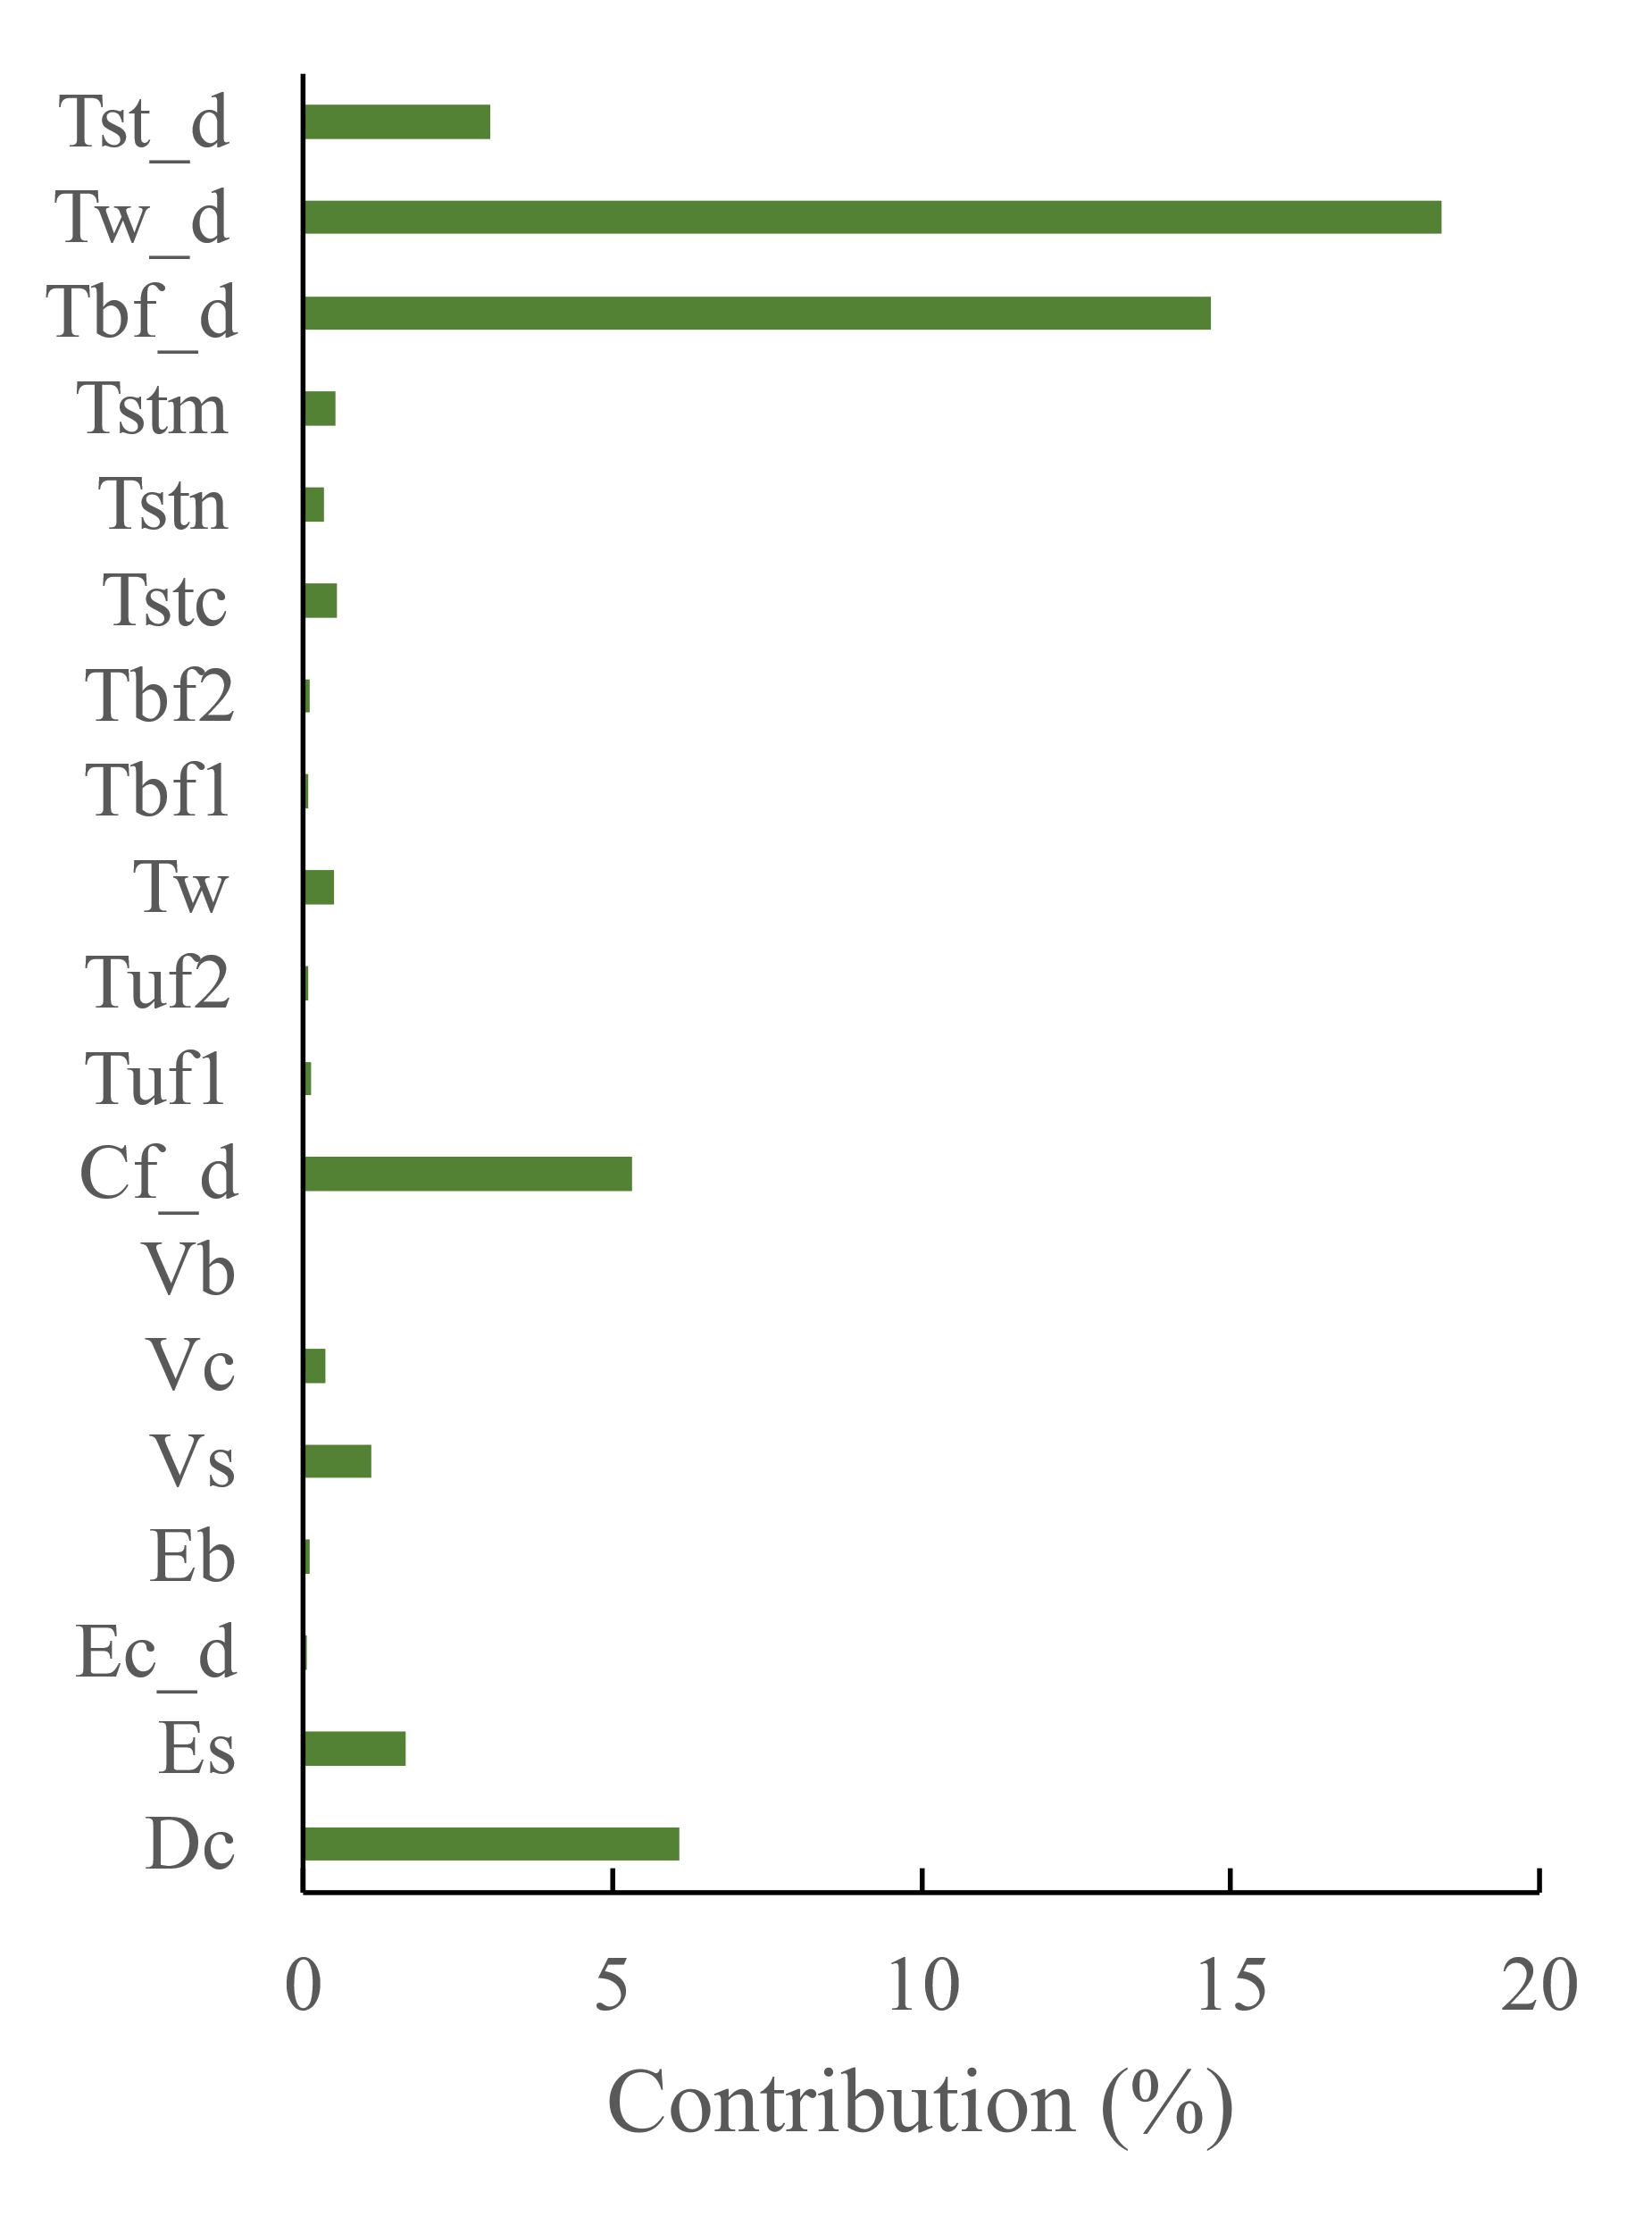 Tst_d
Tw_d
Tbf_d
Tstm
Tstn
Tstc
Tbf2
Tbf1
Tw
Tuf2
Tuf1
Cf_d
Vb
Vc
Vs
Eb
Ec_d
Es
Dc
0 5 10 15 20
Contribution (%)